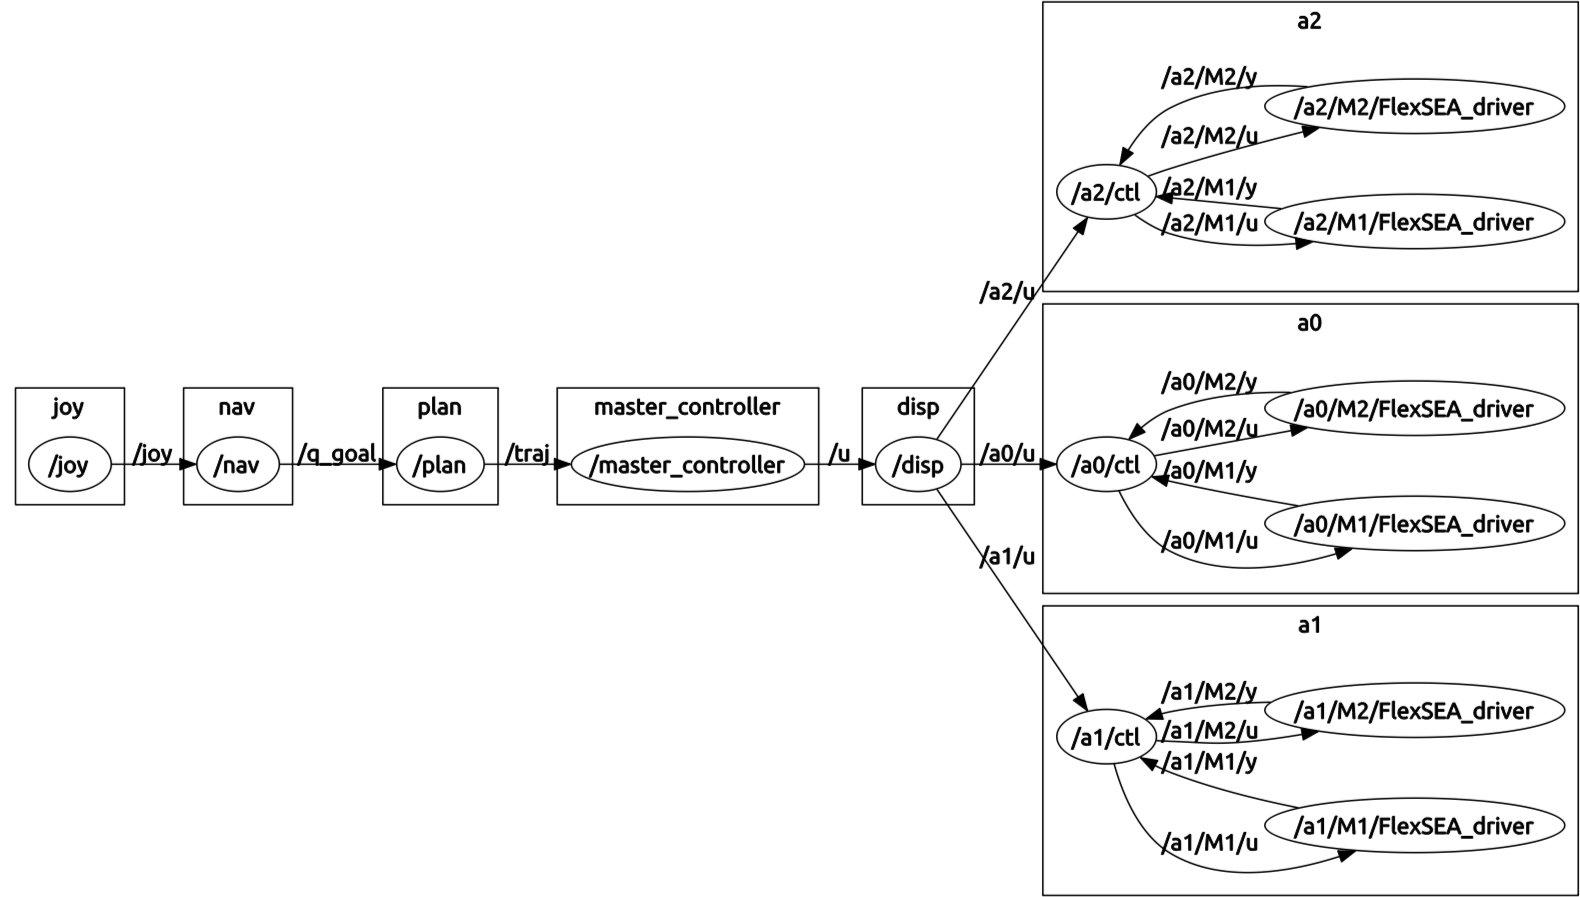 a2
/a2/M2/y
/a2/M2/FlexSEA_driver
/a2/M2/u
/a2/ctl
/a2/M1/y
/a2/M1/u
/a2/M1/FlexSEA_driver
/a2/u
a0
/a0/M2/y
/a0/M2/FlexSEA_driver
/a0/M2/u
joy
nav
plan
master_controller
disp
/joy
/joy
/nav
/q_goal
/plan
/traj
/master_controller
/u
/disp
/a0/u
/a0/ctl
/a0/M1/y
/a0/M1/FlexSEA_driver
/a0/M1/u
/a1/u
a1
/a1/M2/y
/a1/M2/FlexSEA_driver
/a1/M2/u
/a1/ctl
/a1/M1/y
/a1/M1/FlexSEA_driver
/a1/M1/u